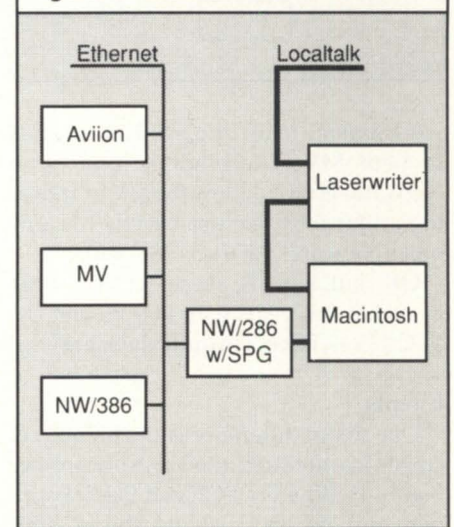 Ethernet
Localtalk
Aviion
Laserwriter
MV
Macintosh
NW/286
w/SPG
NW/386